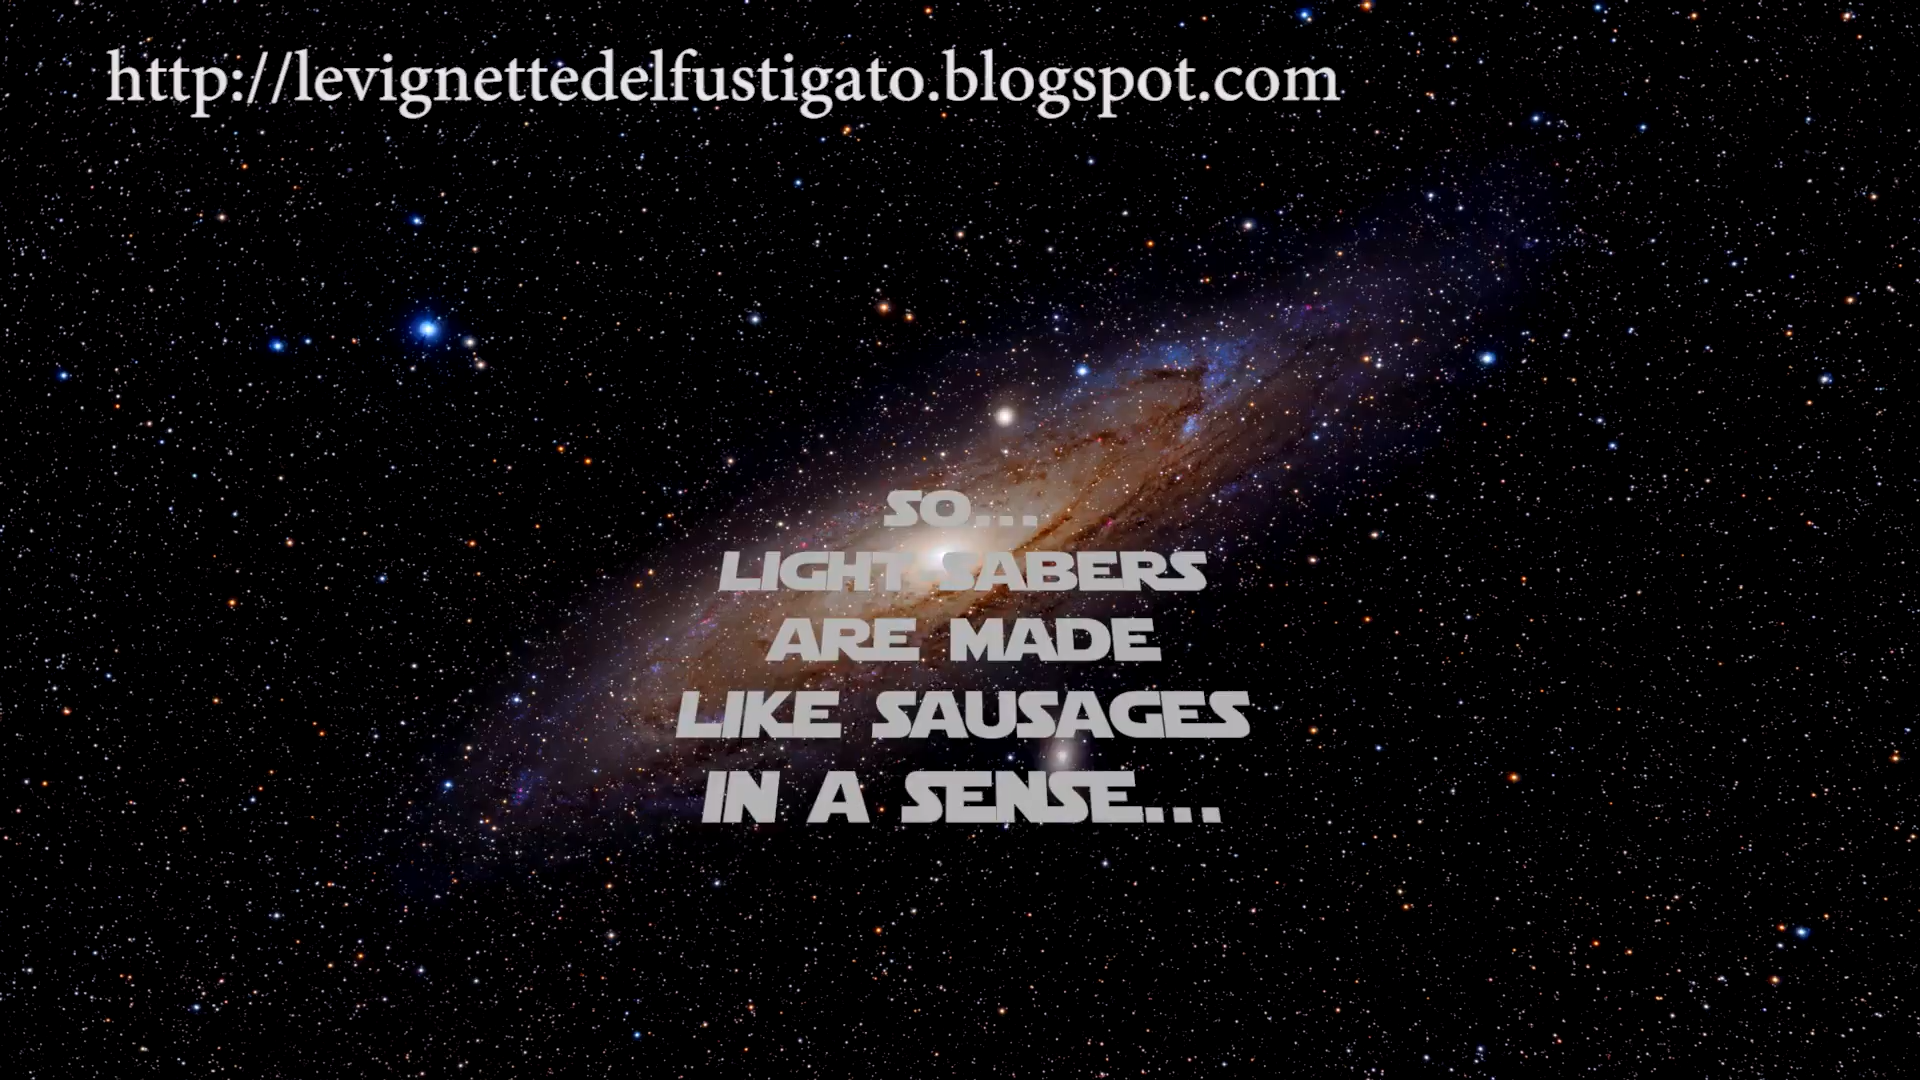 http://levignettedelfustigato.blogspot.com
SO...
LIGHT SABERS
ARE MADE
LIKE SAUSAGES
IN A SENSE...